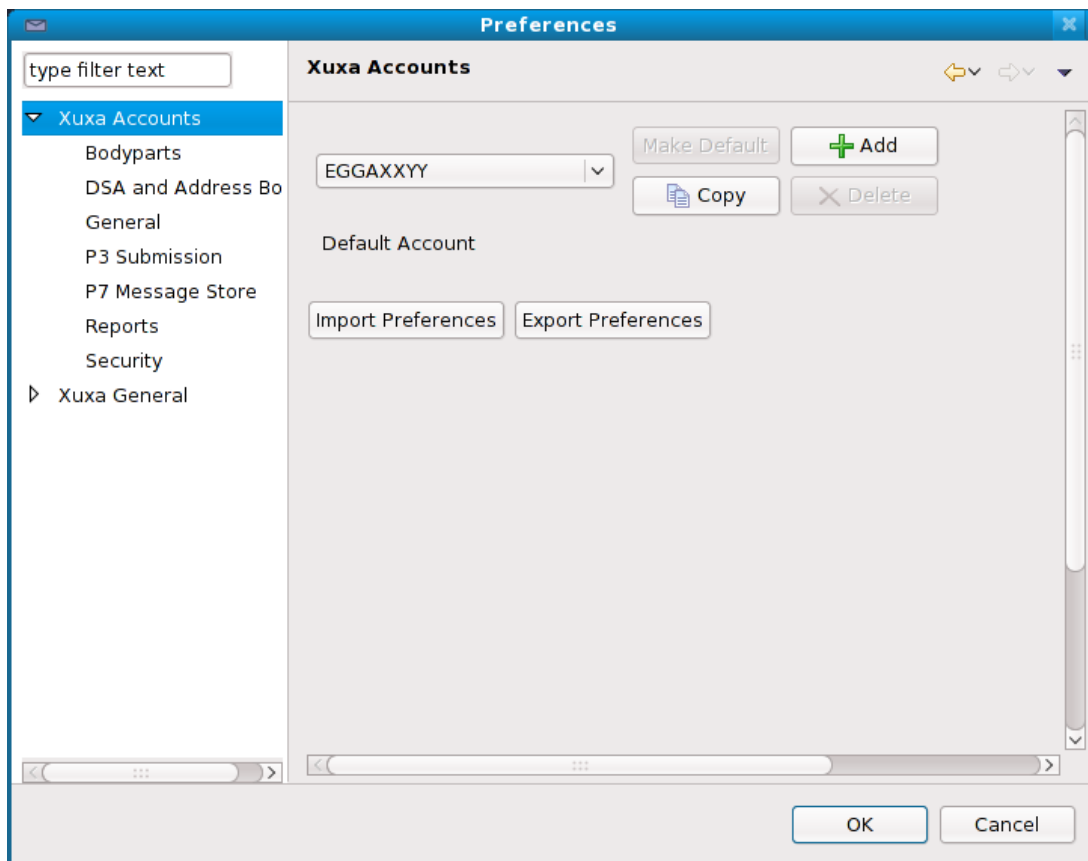 Preferences
type filter text
Xuxa Accounts
Bodyparts
DSA and Address Bo
General
P3 Submission
P7 Message Store
Reports
Security
Xuxa General
Xuxa Accounts
EGGAXXYY
Make Default
Add
Copy
Delete
Default Account
Import Preferences
Export Preferences
OK
Cancel